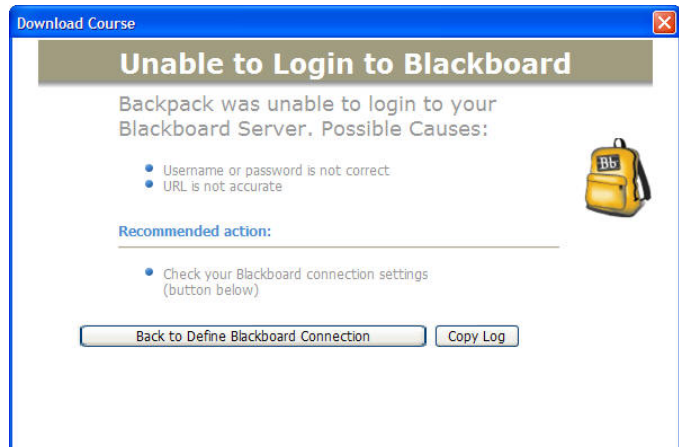 Download Course
Unable to Login to Blackboard
Backpack was unable to login to your
Blackboard Server. Possible Causes:
Username or password is not correct
URL is not accurate
Bb
Recommended action:
Check your Blackboard connection settings
(button below)
Back to Define Blackboard Connection
Copy Log